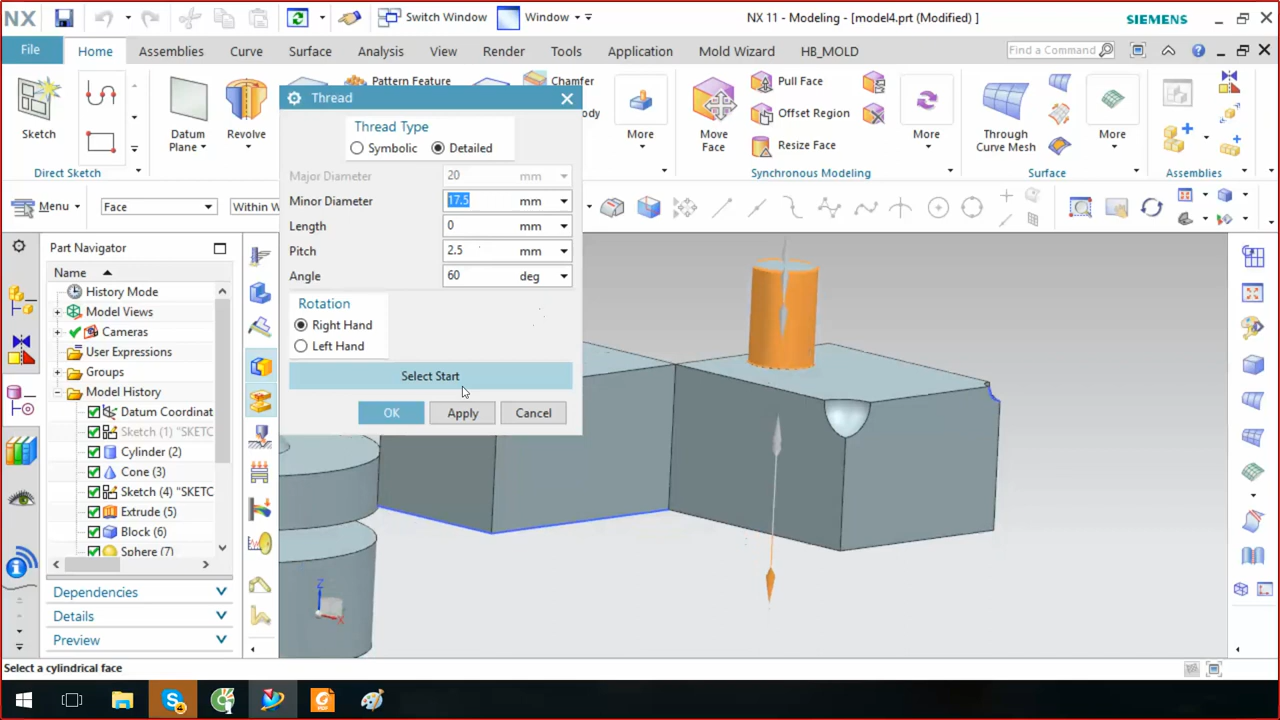 NX
Switch Window
Window
NX 11 - Modeling - [model4.prt (Modified) ]
SIEMENS
File
Home
Assemblies
Curve
Surface
Analysis
View
Render
Tools
Application
Mold Wizard
HB_MOLD
Find a Command
Sketch
Datum
Plane
Revolve
Pattern Feature
Chamfer
ody
More
Move
Face
Pull Face
Offset Region
Resize Face
More
Through
Curve Mesh
More
Direct Sketch
Synchronous Modeling
Surface
Assemblies
Menu
Face
Within W
Thread
Thread Type
Symbolic
Detailed
Major Diameter 20 mm
Minor Diameter 17.5 mm
Length 0 mm
Pitch 2.5 mm
Angle 60 deg
Rotation
Right Hand
Left Hand
Select Start
OK
Apply
Cancel
Part Navigator
Name
History Mode
Model Views
Cameras
User Expressions
Groups
Model History
Datum Coordinat
Sketch (1) "SKETC
Cylinder (2)
Cone (3)
Sketch (4) "SKETC
Extrude (5)
Block (6)
Sphere (7)
Dependencies
Details
Preview
Z
X
Select a cylindrical face
4